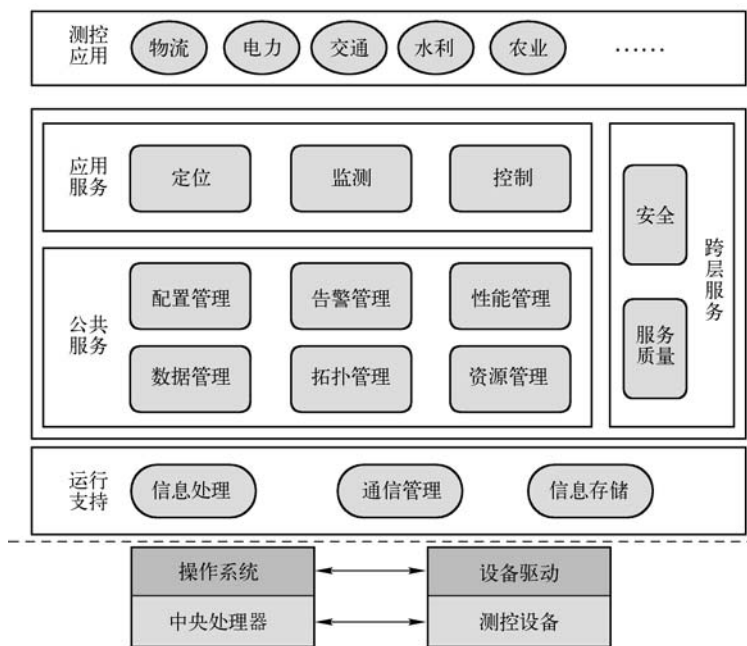 测控
应用
物流 电力 交通 水利 农业 ……
应用
服务
定位 监测 控制
公共
服务
配置管理 告警管理 性能管理
数据管理 拓扑管理 资源管理
安全
服务
质量
跨层服务
运行
支持
信息处理 通信管理 信息存储
操作系统 设备驱动
中央处理器 测控设备